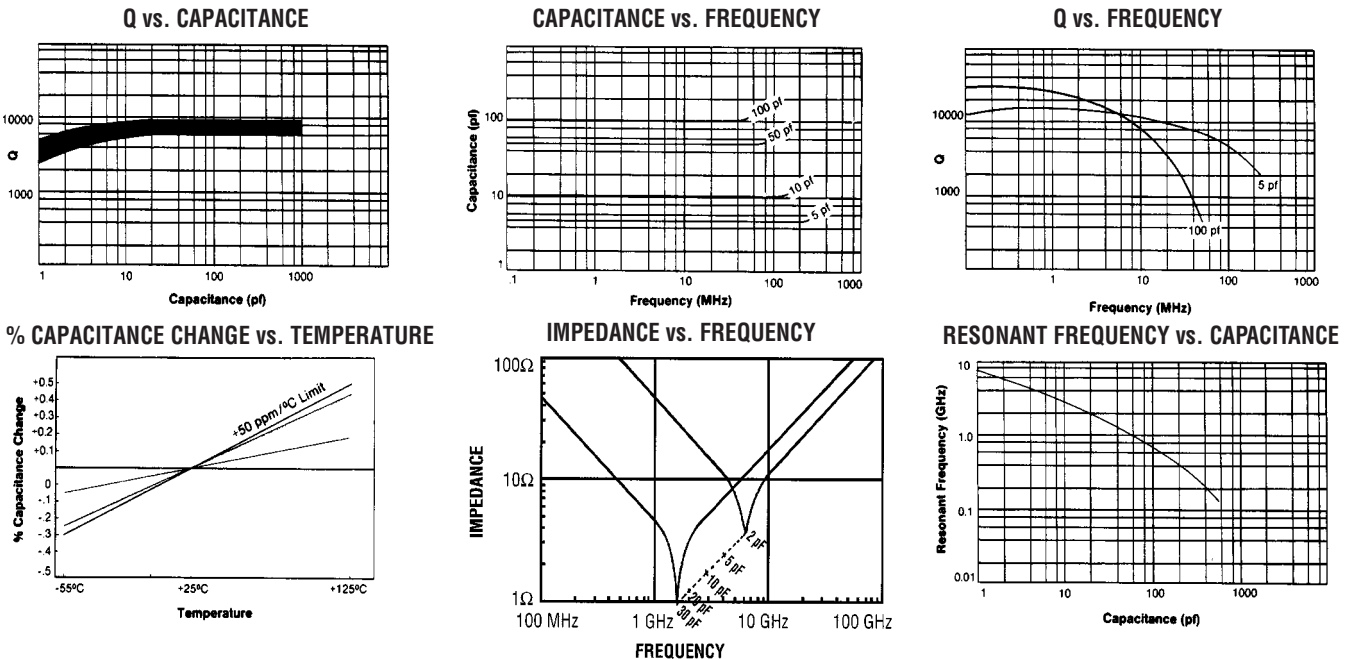 Q vs. CAPACITANCE
10000
1000
Q
1 10 100 1000
Capacitance (pf)
CAPACITANCE vs. FREQUENCY
100
10
1
Capacitance (pf)
100 pf
50 pf
10 pf
5 pf
.1 1 10 100 1000
Frequency (MHz)
Q vs. FREQUENCY
10000
1000
Q
5 pf
100 pf
1 10 100 1000
Frequency (MHz)
% CAPACITANCE CHANGE vs. TEMPERATURE
+0.5
+0.4
+0.3
+0.2
+0.1
0
-.1
-.2
-.3
-.4
.5
% Capacitance Change
+50 ppm/ºC Limit
-55ºC +25ºC +125ºC
Temperature
IMPEDANCE vs. FREQUENCY
100Ω
10Ω
1Ω
IMPEDANCE
2 pF
5 pF
10 pF
20 pF
30 pF
100 MHz 1 GHz 10 GHz 100 GHz
FREQUENCY
RESONANT FREQUENCY vs. CAPACITANCE
10
1.0
0.1
0.01
Resonant Frequency (GHz)
1 10 100 1000
Capacitance (pf)